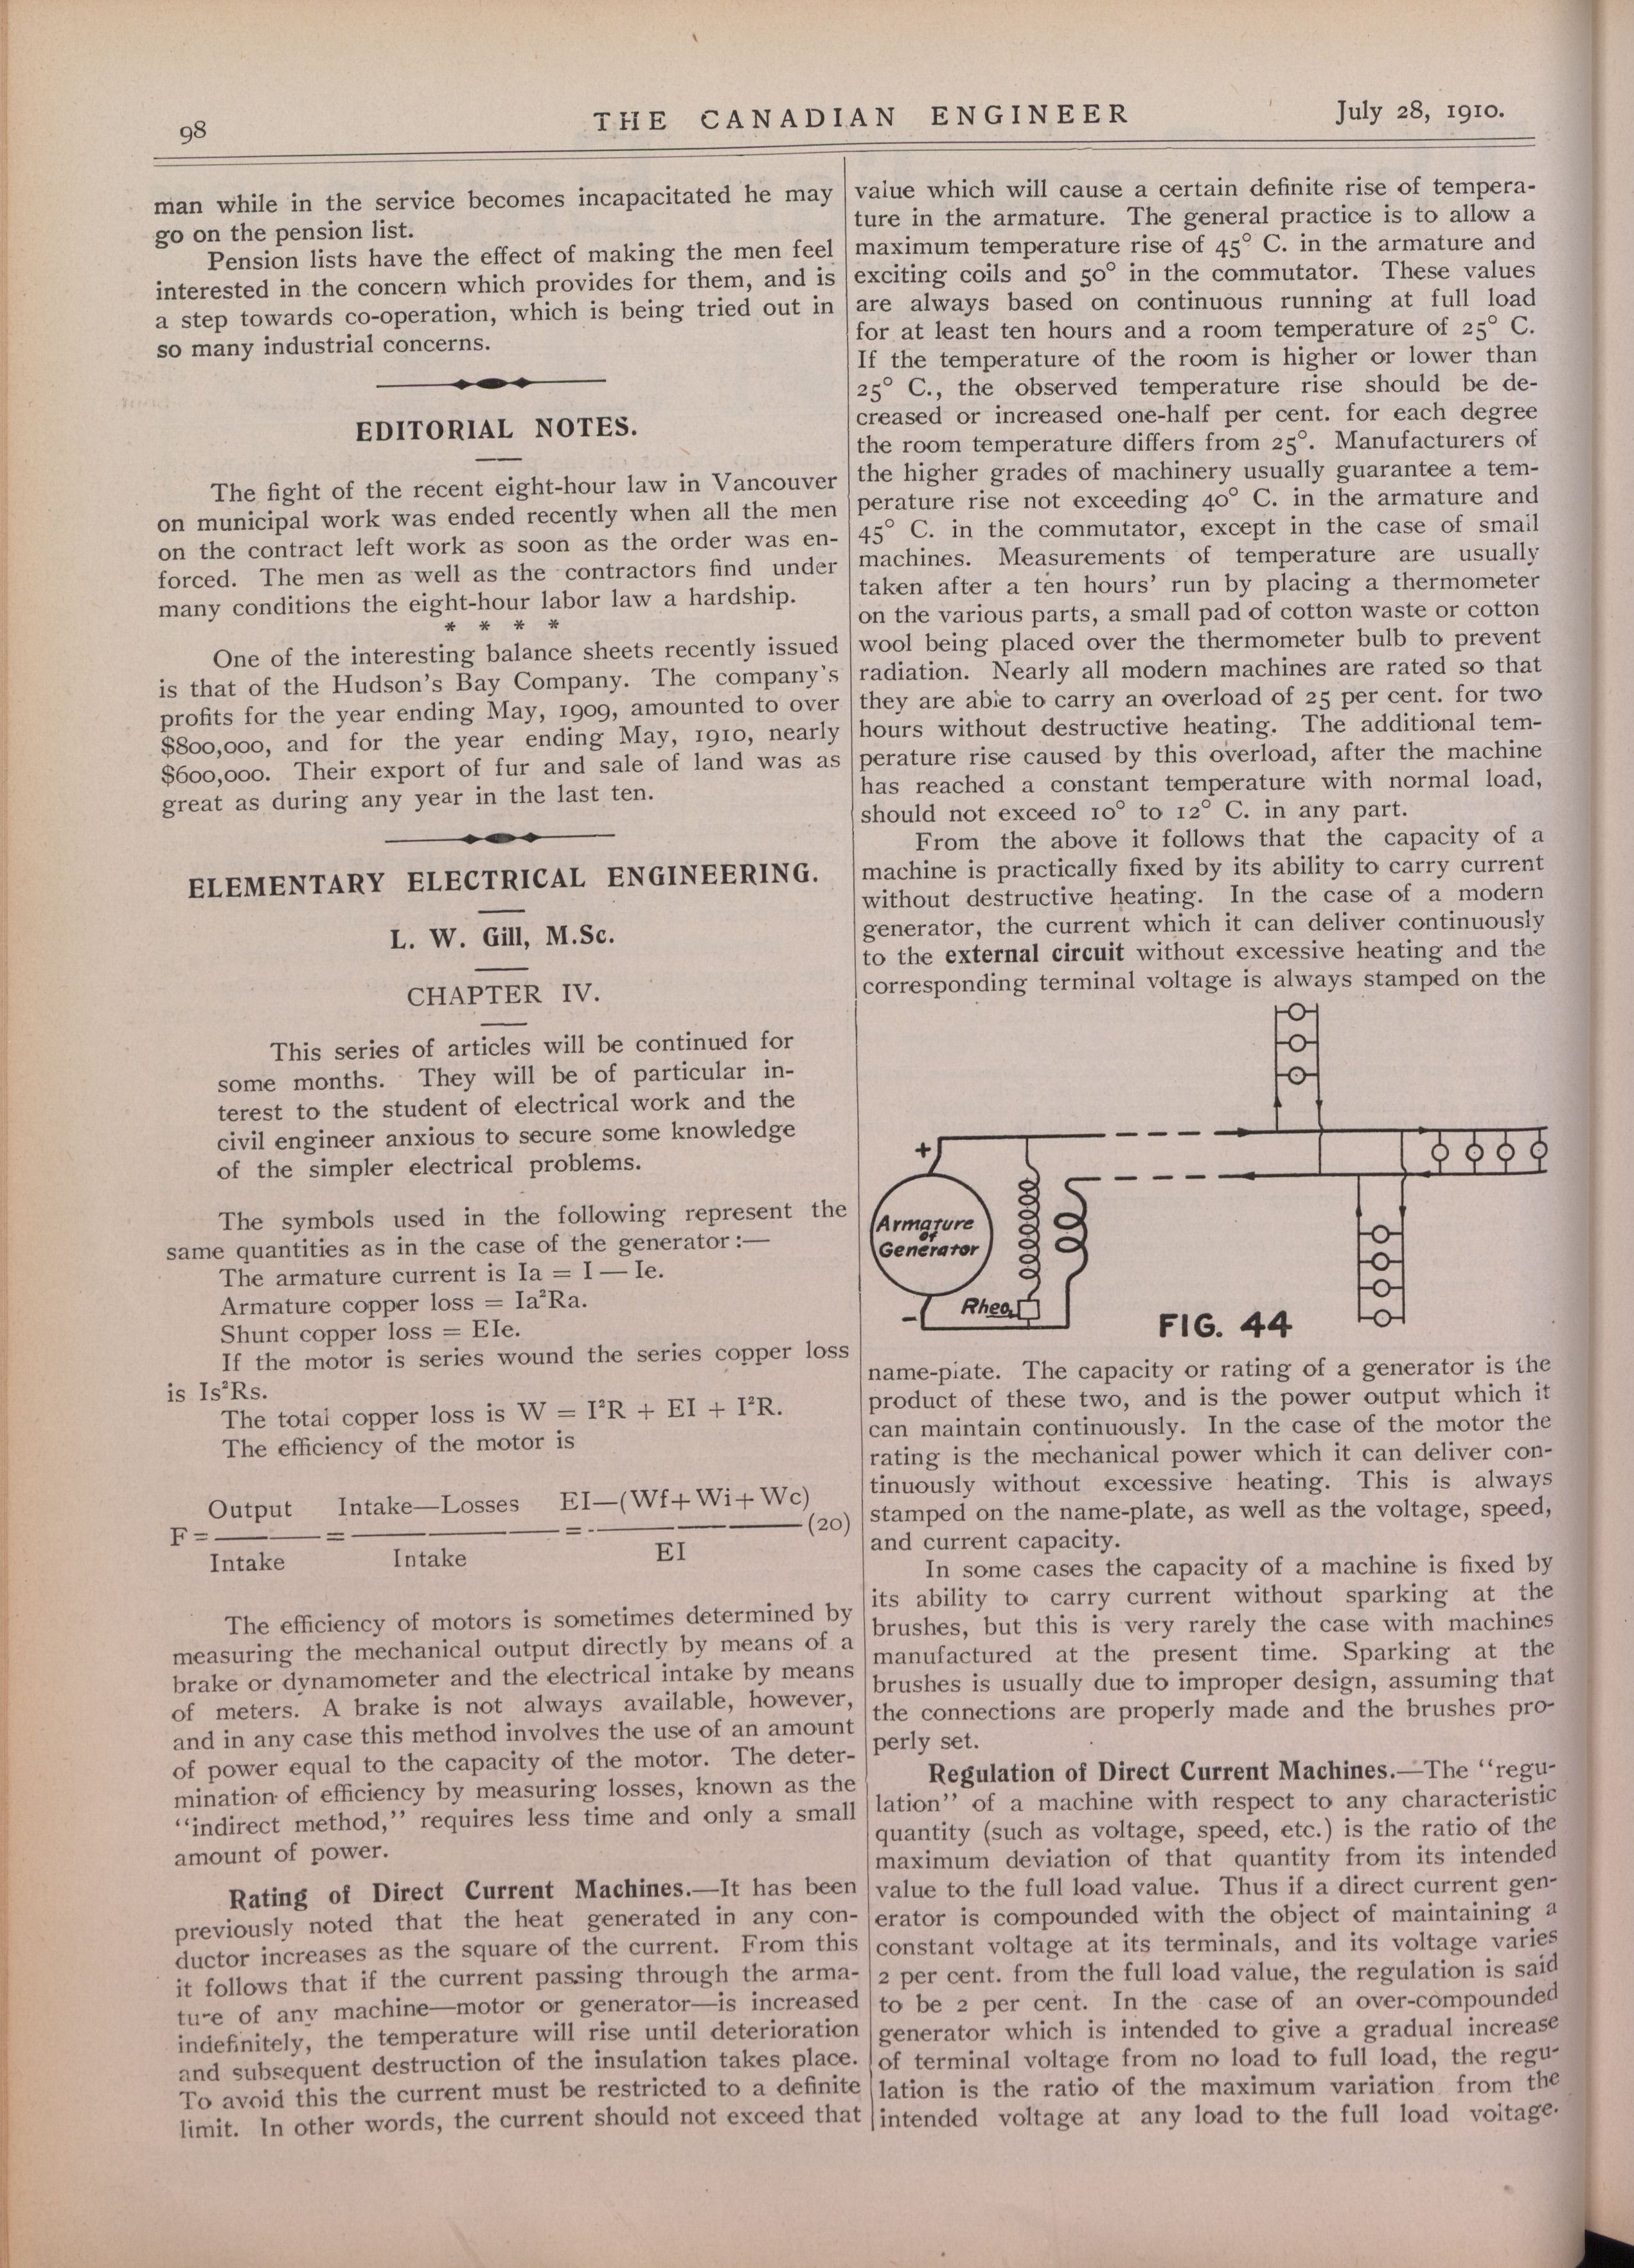 98
THE CANADIAN ENGINEER
July 28, 1910.
man while in the service becomes incapacitated he may
go on the pension list.
Pension lists have the effect of making the men feel
interested in the concern which provides for them, and is
a step towards co-operation, which is being tried out in
so many industrial concerns.
EDITORIAL NOTES.
The fight of the recent eight-hour law in Vancouver
on municipal work was ended recently when all the men
on the contract left work as soon as the order was en-
forced. The men as well as the contractors find under
many conditions the eight-hour labor law a hardship.
* * * *
One of the interesting balance sheets recently issued
is that of the Hudson's Bay Company. The company's
profits for the year ending May, 1909, amounted to over
$800,000, and for the year ending May, 1910, nearly
$600,000. Their export of fur and sale of land was as
great as during any year in the last ten.
ELEMENTARY ELECTRICAL ENGINEERING.
L. W. Gill, M.Sc.
CHAPTER IV.
This series of articles will be continued for
some months. They will be of particular in-
terest to the student of electrical work and the
civil engineer anxious to secure some knowledge
of the simpler electrical problems.
The symbols used in the following represent the
same quantities as in the case of the generator:—
The armature current is Ia = I — Ie.
Armature copper loss = Ia²Ra.
Shunt copper loss = EIe.
If the motor is series wound the series copper loss
is Is²Rs.
The total copper loss is W = I²R + EI + I²R.
The efficiency of the motor is
Output Intake—Losses EI—(Wf+Wi+Wc)
F = = = (20)
Intake Intake EI
The efficiency of motors is sometimes determined by
measuring the mechanical output directly by means of a
brake or dynamometer and the electrical intake by means
of meters. A brake is not always available, however,
and in any case this method involves the use of an amount
of power equal to the capacity of the motor. The deter-
mination of efficiency by measuring losses, known as the
"indirect method," requires less time and only a small
amount of power.
Rating of Direct Current Machines.—It has been
previously noted that the heat generated in any con-
ductor increases as the square of the current. From this
it follows that if the current passing through the arma-
ture of any machine—motor or generator—is increased
indefinitely, the temperature will rise until deterioration
and subsequent destruction of the insulation takes place.
To avoid this the current must be restricted to a definite
limit. In other words, the current should not exceed that
value which will cause a certain definite rise of tempera-
ture in the armature. The general practice is to allow a
maximum temperature rise of 45° C. in the armature and
exciting coils and 50° in the commutator. These values
are always based on continuous running at full load
for at least ten hours and a room temperature of 25° C.
If the temperature of the room is higher or lower than
25° C., the observed temperature rise should be de-
creased or increased one-half per cent. for each degree
the room temperature differs from 25°. Manufacturers of
the higher grades of machinery usually guarantee a tem-
perature rise not exceeding 40° C. in the armature and
45° C. in the commutator, except in the case of small
machines. Measurements of temperature are usually
taken after a ten hours' run by placing a thermometer
on the various parts, a small pad of cotton waste or cotton
wool being placed over the thermometer bulb to prevent
radiation. Nearly all modern machines are rated so that
they are able to carry an overload of 25 per cent. for two
hours without destructive heating. The additional tem-
perature rise caused by this overload, after the machine
has reached a constant temperature with normal load,
should not exceed 10° to 12° C. in any part.
From the above it follows that the capacity of a
machine is practically fixed by its ability to carry current
without destructive heating. In the case of a modern
generator, the current which it can deliver continuously
to the external circuit without excessive heating and the
corresponding terminal voltage is always stamped on the
+
Armature
of
Generator
−
Rheo.
FIG. 44
name-plate. The capacity or rating of a generator is the
product of these two, and is the power output which it
can maintain continuously. In the case of the motor the
rating is the mechanical power which it can deliver con-
tinuously without excessive heating. This is always
stamped on the name-plate, as well as the voltage, speed,
and current capacity.
In some cases the capacity of a machine is fixed by
its ability to carry current without sparking at the
brushes, but this is very rarely the case with machines
manufactured at the present time. Sparking at the
brushes is usually due to improper design, assuming that
the connections are properly made and the brushes pro-
perly set.
Regulation of Direct Current Machines.—The "regu-
lation" of a machine with respect to any characteristic
quantity (such as voltage, speed, etc.) is the ratio of the
maximum deviation of that quantity from its intended
value to the full load value. Thus if a direct current gen-
erator is compounded with the object of maintaining a
constant voltage at its terminals, and its voltage varies
2 per cent. from the full load value, the regulation is said
to be 2 per cent. In the case of an over-compounded
generator which is intended to give a gradual increase
of terminal voltage from no load to full load, the regu-
lation is the ratio of the maximum variation from the
intended voltage at any load to the full load voltage.